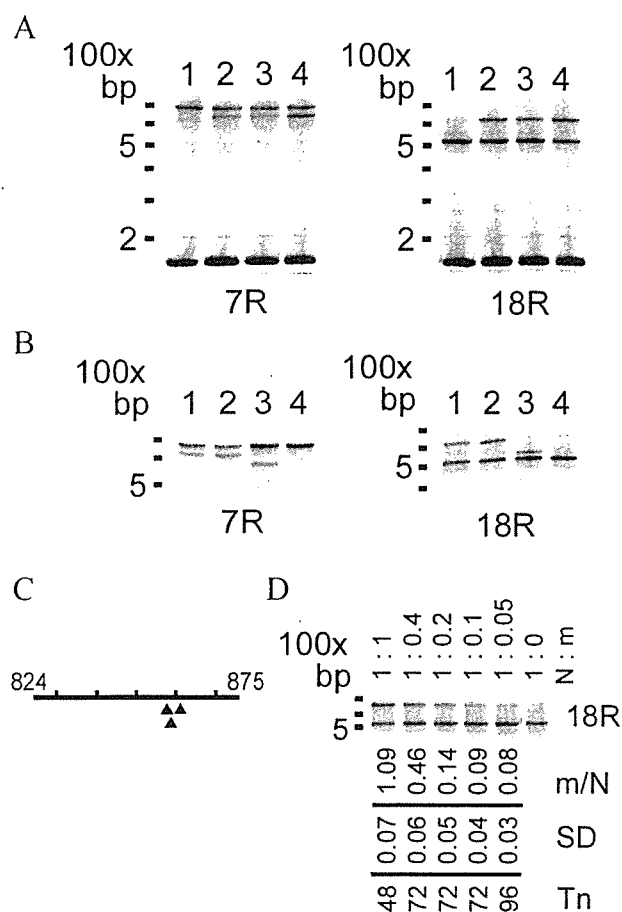 A
100x
bp
1 2 3 4
5
2
7R
1 2 3 4
5
2
18R
B
100x
bp
1 2 3 4
5
7R
100x
bp
1 2 3 4
5
18R
C
824
875
D
100x
bp
5
1 : 1
1 : 0.4
1 : 0.2
1 : 0.1
1 : 0.05
1 : 0
N : m
18R
1.09 0.46 0.14 0.09 0.08 m/N
0.07 0.06 0.05 0.04 0.03 SD
48 72 72 72 96 Tn